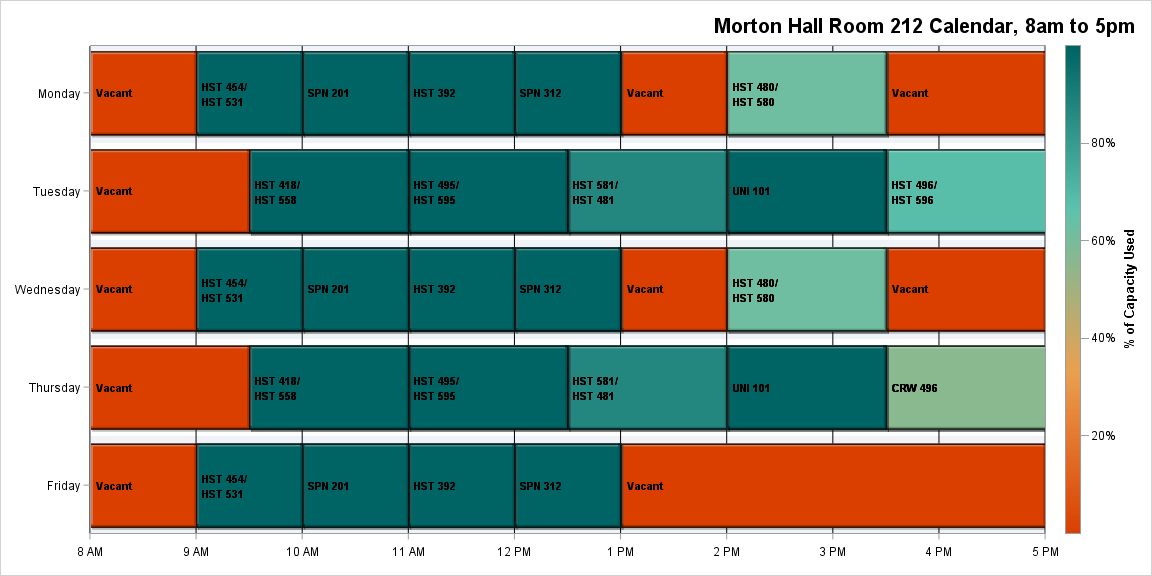 Morton Hall Room 212 Calendar, 8am to 5pm
Monday
Vacant
HST 454/
HST 531
SPN 201
HST 392
SPN 312
Vacant
HST 480/
HST 580
Vacant
Tuesday
Vacant
HST 418/
HST 558
HST 495/
HST 595
HST 581/
HST 481
UNI 101
HST 496/
HST 596
Wednesday
Vacant
HST 454/
HST 531
SPN 201
HST 392
SPN 312
Vacant
HST 480/
HST 580
Vacant
Thursday
Vacant
HST 418/
HST 558
HST 495/
HST 595
HST 581/
HST 481
UNI 101
CRW 496
Friday
Vacant
HST 454/
HST 531
SPN 201
HST 392
SPN 312
Vacant
8 AM
9 AM
10 AM
11 AM
12 PM
1 PM
2 PM
3 PM
4 PM
5 PM
80%
60%
40%
20%
% of Capacity Used